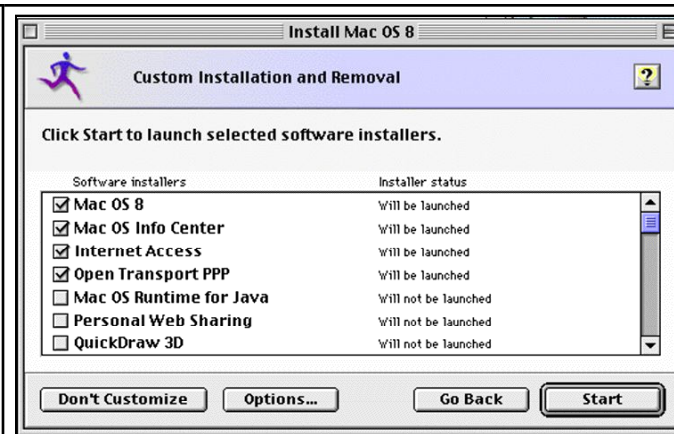 Install Mac OS 8
Custom Installation and Removal
?
Click Start to launch selected software installers.
Software installers Installer status
Mac OS 8 Will be launched
Mac OS Info Center Will be launched
Internet Access Will be launched
Open Transport PPP Will be launched
Mac OS Runtime for Java Will not be launched
Personal Web Sharing Will not be launched
QuickDraw 3D Will not be launched
Don't Customize Options... Go Back Start